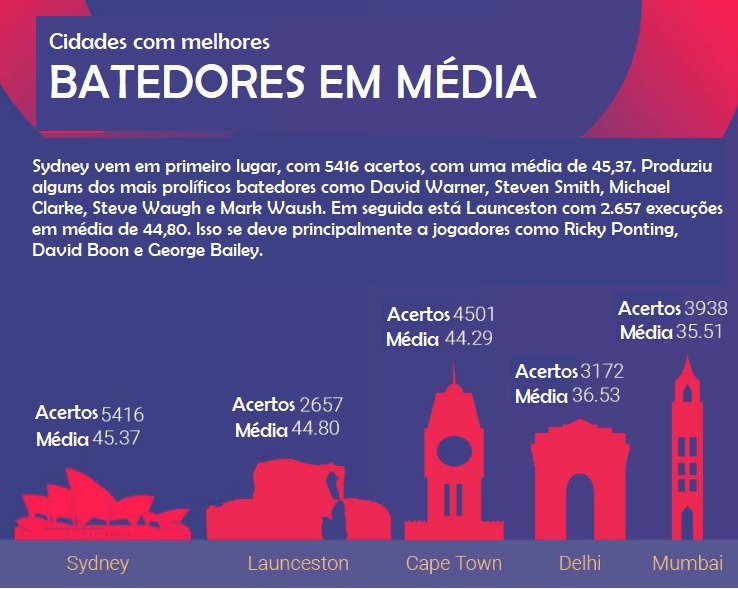 Cidades com melhores
BATEDORES EM MÉDIA
Sydney vem em primeiro lugar, com 5416 acertos, com uma média de 45,37. Produziu
alguns dos mais prolíficos batedores como David Warner, Steven Smith, Michael
Clarke, Steve Waugh e Mark Waush. Em seguida está Launceston com 2.657 execuções
em média de 44,80. Isso se deve principalmente a jogadores como Ricky Ponting,
David Boon e George Bailey.
Acertos 5416
Média 45.37
Acertos 2657
Média 44.80
Acertos 4501
Média 44.29
Acertos 3172
Média 36.53
Acertos 3938
Média 35.51
Sydney
Launceston
Cape Town
Delhi
Mumbai